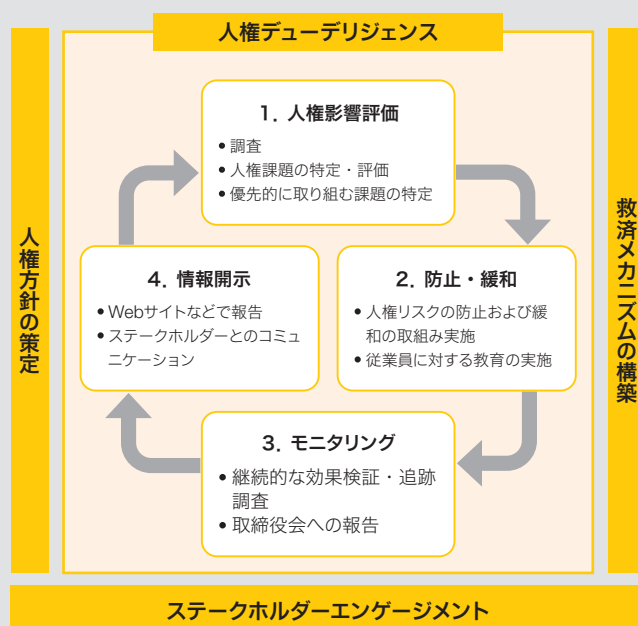 人権デューデリジェンス
人権方針の策定
1. 人権影響評価
● 調査
● 人権課題の特定・評価
● 優先的に取り組む課題の特定
2. 防止・緩和
● 人権リスクの防止および緩
和の取組み実施
● 従業員に対する教育の実施
3. モニタリング
● 継続的な効果検証・追跡
調査
● 取締役会への報告
4. 情報開示
● Webサイトなどで報告
● ステークホルダーとのコミュ
ニケーション
救済メカニズムの構築
ステークホルダーエンゲージメント